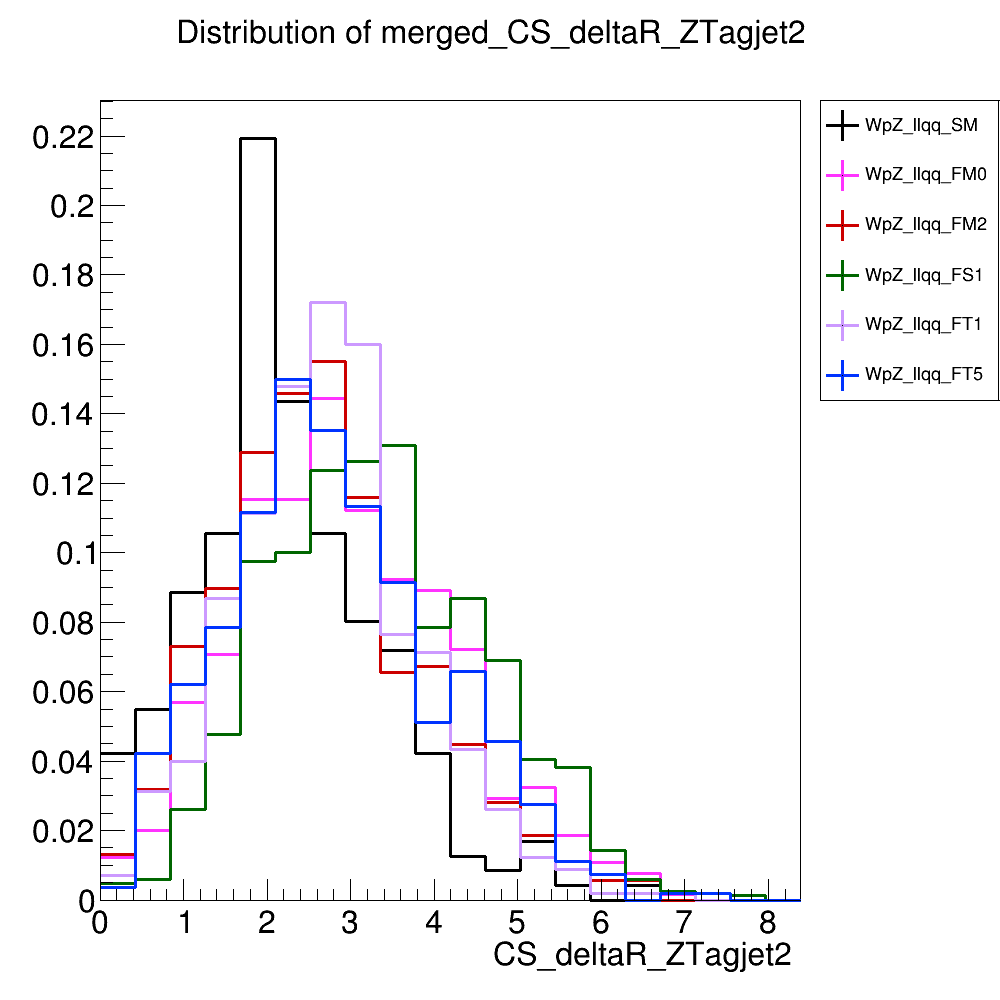 Distribution of merged_CS_deltaR_ZTagjet2
0.22
0.2
0.18
0.16
0.14
0.12
0.1
0.08
0.06
0.04
0.02
0
0 1 2 3 4 5 6 7 8
CS_deltaR_ZTagjet2
WpZ_llqq_SM
WpZ_llqq_FM0
WpZ_llqq_FM2
WpZ_llqq_FS1
WpZ_llqq_FT1
WpZ_llqq_FT5